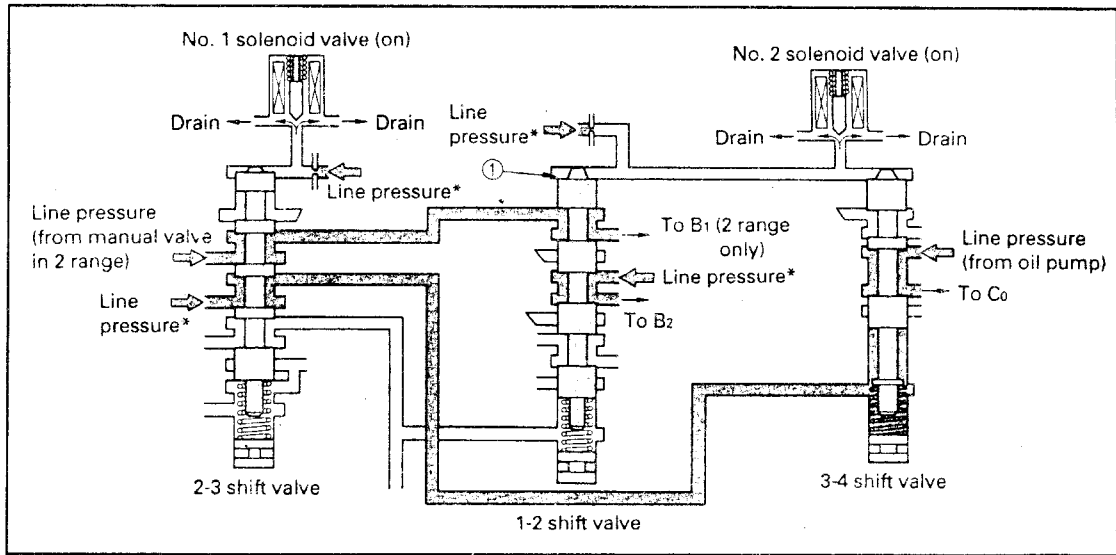 No. 1 solenoid valve (on)
No. 2 solenoid valve (on)
Drain
Drain
Line
pressure*
Drain
Drain
①
Line pressure*
Line pressure
(from manual valve
in 2 range)
To B1 (2 range
only)
Line pressure
(from oil pump)
Line pressure*
Line
pressure*
To C0
To B2
2-3 shift valve
3-4 shift valve
1-2 shift valve